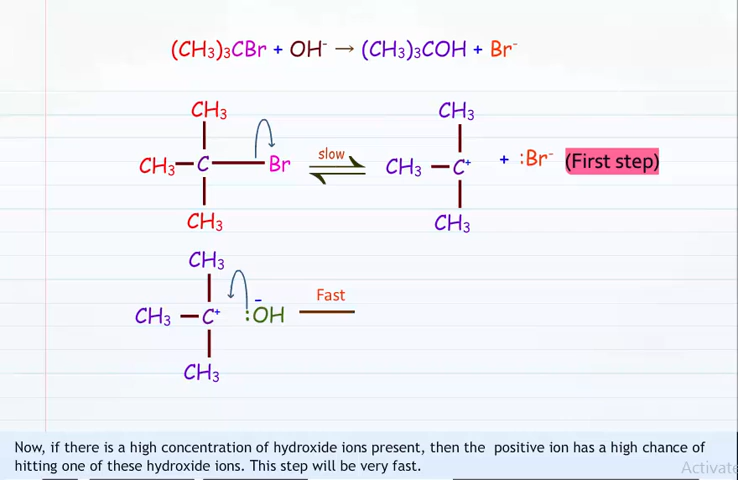 (CH₃)₃CBr + OH⁻ → (CH₃)₃COH + Br⁻
CH₃ CH₃
CH₃ C Br slow CH₃ C⁺ + :Br⁻ (First step)
CH₃ CH₃
CH₃
CH₃ C⁺ :OH⁻ Fast
CH₃
Now, if there is a high concentration of hydroxide ions present, then the positive ion has a high chance of
hitting one of these hydroxide ions. This step will be very fast.
Activate